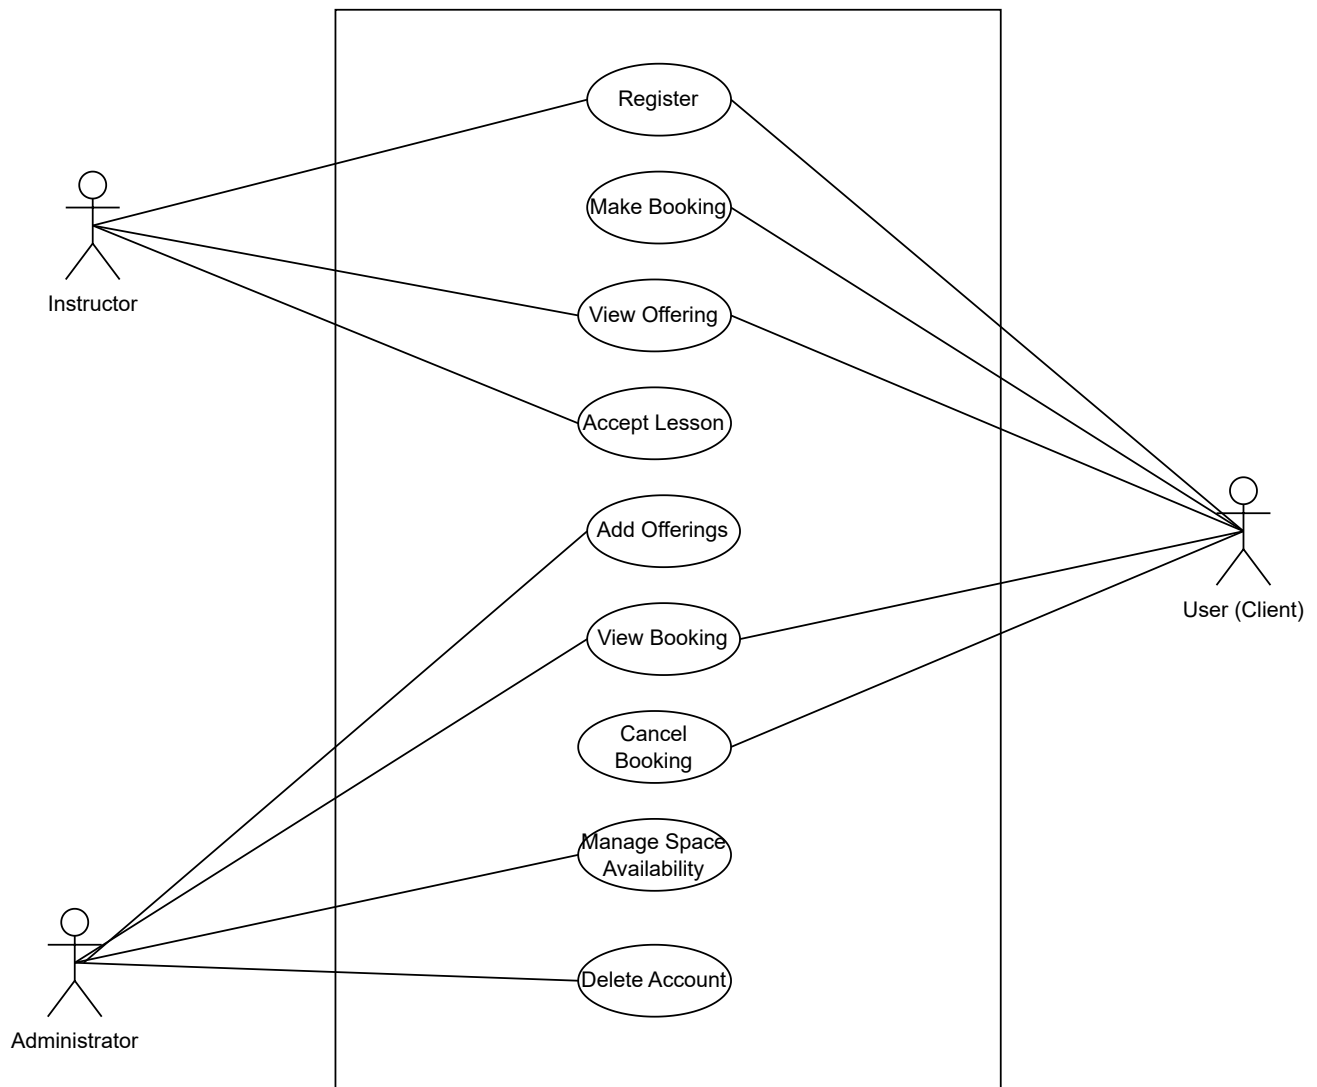 Register
Make Booking
View Offering
Instructor
Accept Lesson
Add Offerings
User (Client)
View Booking
Cancel
Booking
Manage Space
Availability
Delete Account
Administrator